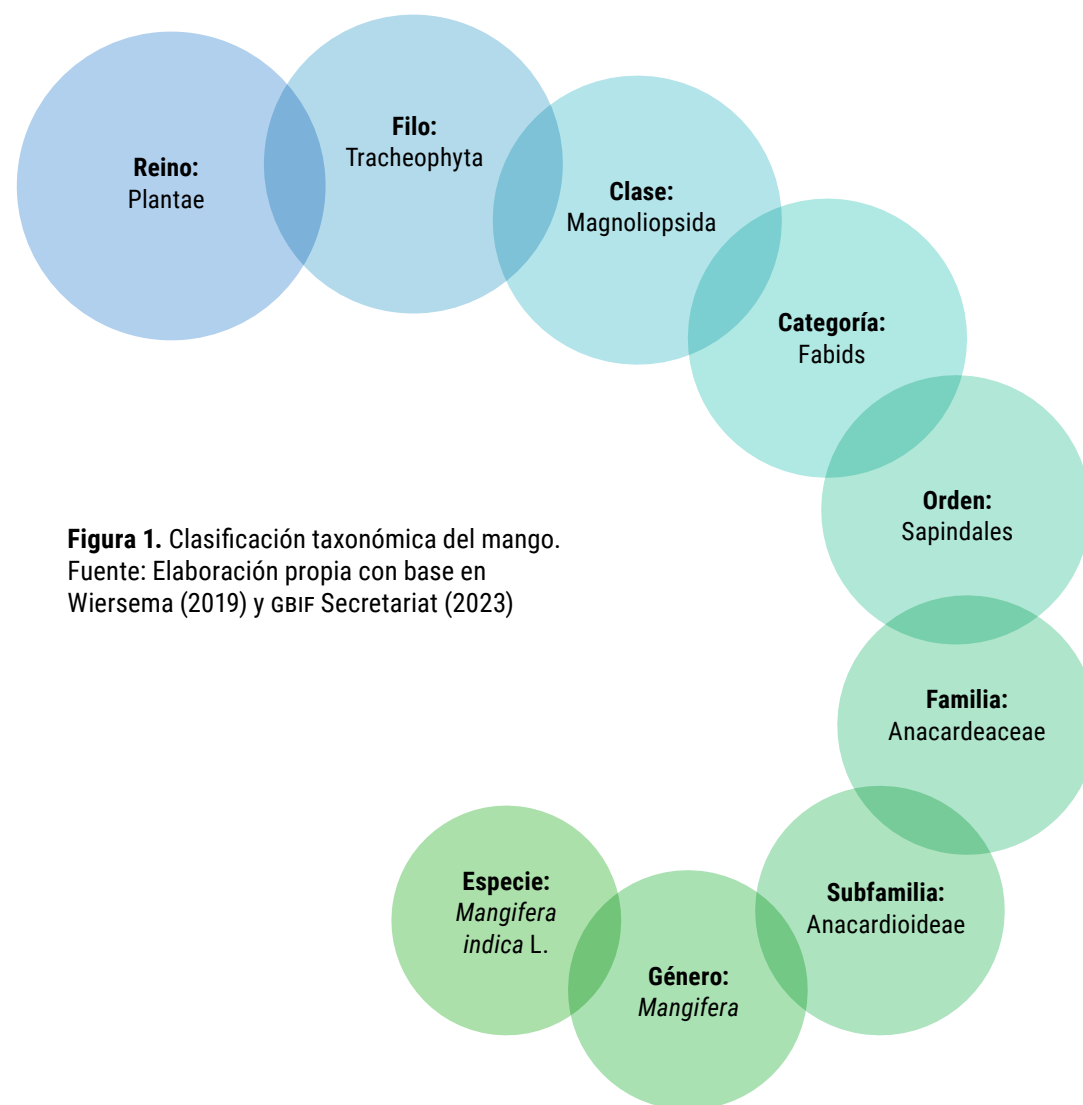 Reino:
Plantae
Filo:
Tracheophyta
Clase:
Magnoliopsida
Categoría:
Fabids
Orden:
Sapindales
Familia:
Anacardeaceae
Subfamilia:
Anacardioideae
Género:
Mangifera
Especie:
Mangifera
indica L.
Figura 1. Clasificación taxonómica del mango.
Fuente: Elaboración propia con base en
Wiersema (2019) y GBIF Secretariat (2023)